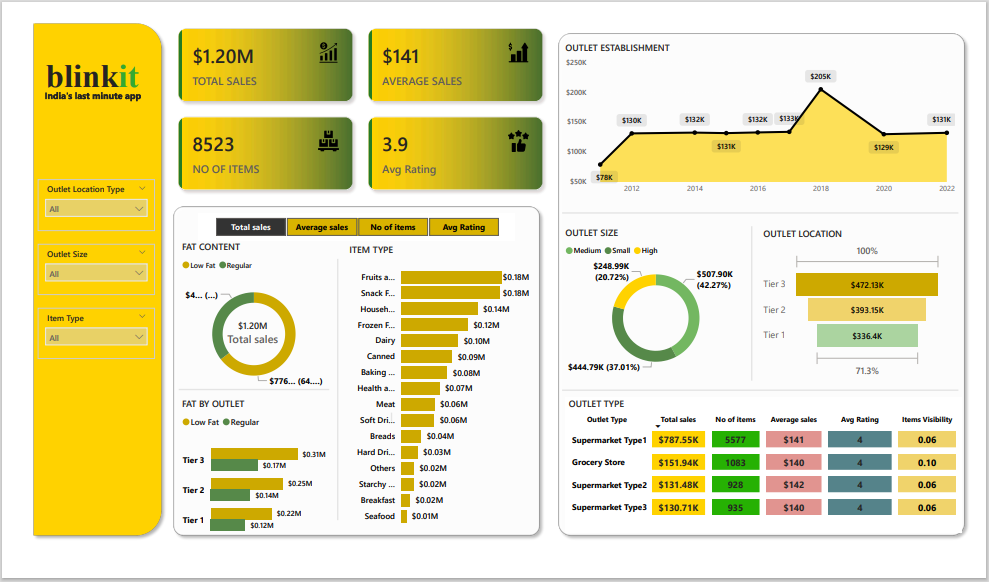 blinkit
India's last minute app
Outlet Location Type
All
Outlet Size
All
Item Type
All
$1.20M
TOTAL SALES
$141
AVERAGE SALES
8523
NO OF ITEMS
3.9
Avg Rating
Total sales Average sales No of items Avg Rating
FAT CONTENT
Low Fat Regular
$4... (...)
$1.20M
Total sales
$776... (64....)
FAT BY OUTLET
Low Fat Regular
Tier 3 $0.31M
$0.17M
Tier 2 $0.25M
$0.14M
Tier 1 $0.22M
$0.12M
ITEM TYPE
Fruits a... $0.18M
Snack F... $0.18M
Househ... $0.14M
Frozen F... $0.12M
Dairy $0.10M
Canned $0.09M
Baking ... $0.08M
Health a... $0.07M
Meat $0.06M
Soft Dri... $0.06M
Breads $0.04M
Hard Dri... $0.03M
Others $0.02M
Starchy ... $0.02M
Breakfast $0.02M
Seafood $0.01M
OUTLET ESTABLISHMENT
$250K
$200K
$150K
$100K
$50K
$78K $130K $132K $131K $132K $133K $205K $129K $131K
2012 2014 2016 2018 2020 2022
OUTLET SIZE
Medium Small High
$248.99K
(20.72%)
$507.90K
(42.27%)
$444.79K (37.01%)
OUTLET LOCATION
100%
Tier 3 $472.13K
Tier 2 $393.15K
Tier 1 $336.4K
71.3%
OUTLET TYPE
Outlet Type Total sales No of items Average sales Avg Rating Items Visibility
Supermarket Type1 $787.55K 5577 $141 4 0.06
Grocery Store $151.94K 1083 $140 4 0.10
Supermarket Type2 $131.48K 928 $142 4 0.06
Supermarket Type3 $130.71K 935 $140 4 0.06